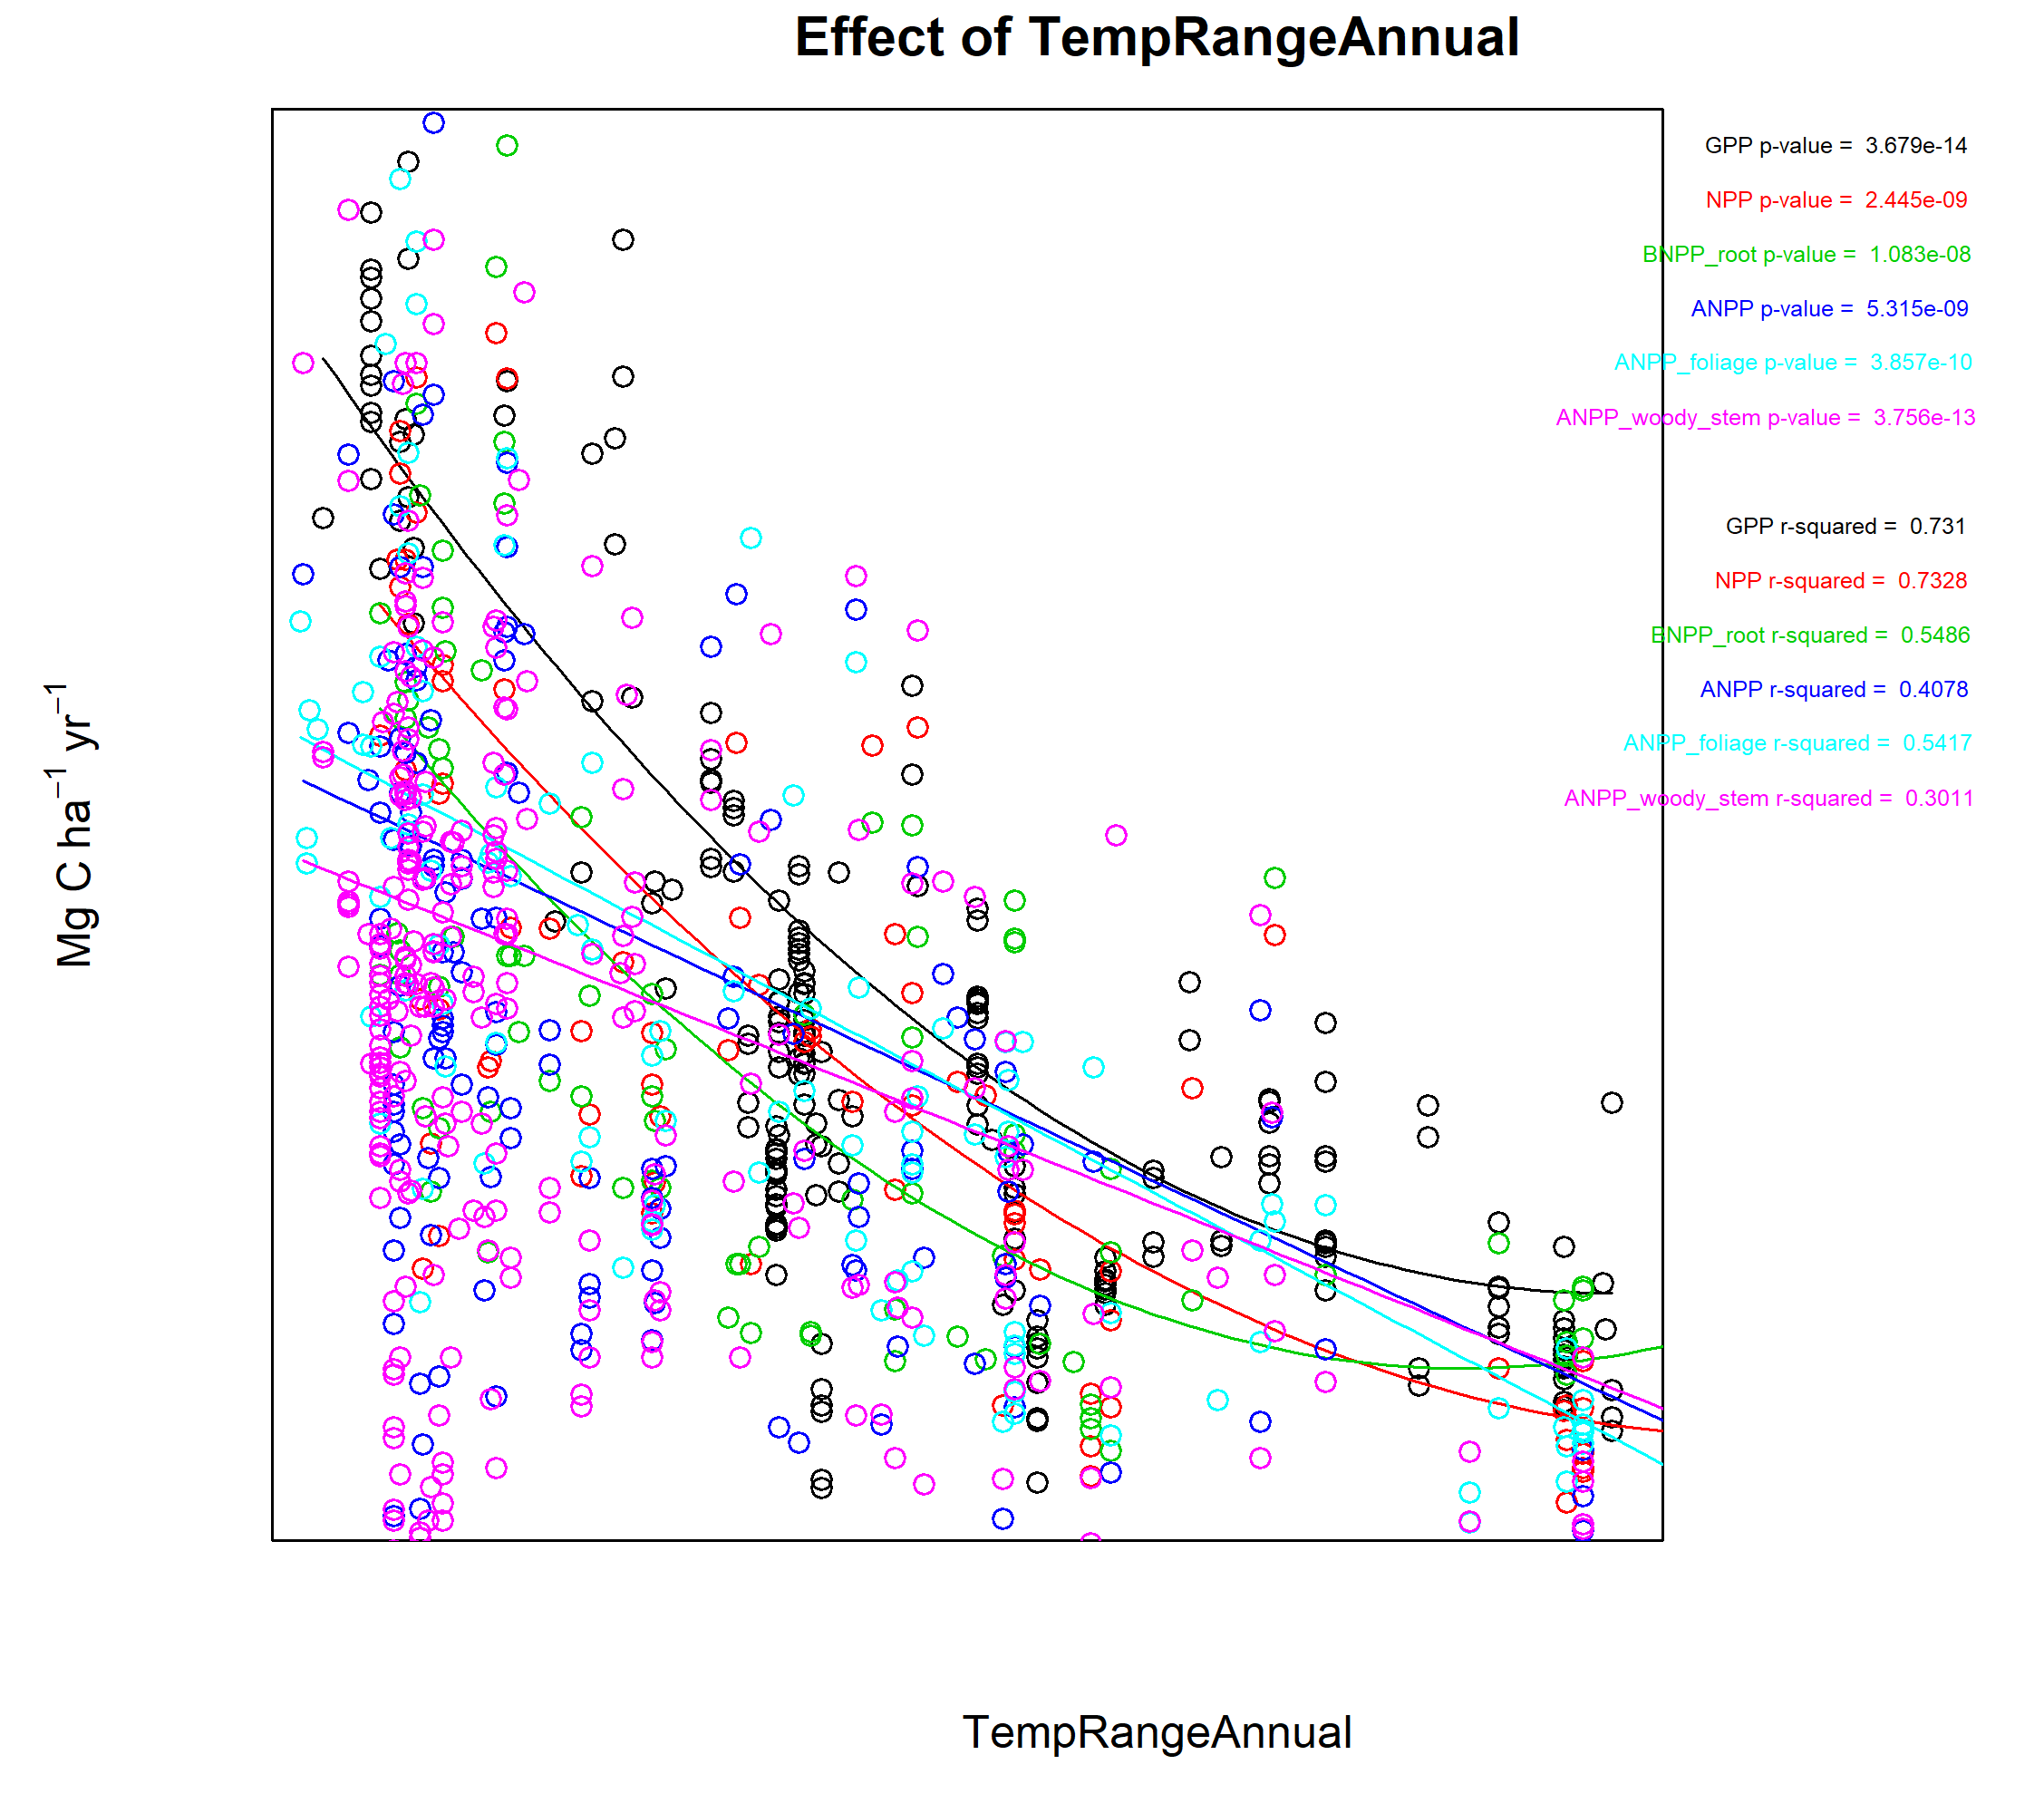 Effect of TempRangeAnnual
GPP p-value = 3.679e-14
NPP p-value = 2.445e-09
BNPP_root p-value = 1.083e-08
ANPP p-value = 5.315e-09
ANPP_foliage p-value = 3.857e-10
ANPP_woody_stem p-value = 3.756e-13
GPP r-squared = 0.731
NPP r-squared = 0.7328
BNPP_root r-squared = 0.5486
ANPP r-squared = 0.4078
ANPP_foliage r-squared = 0.5417
ANPP_woody_stem r-squared = 0.3011
Mg C ha⁻¹ yr⁻¹
TempRangeAnnual